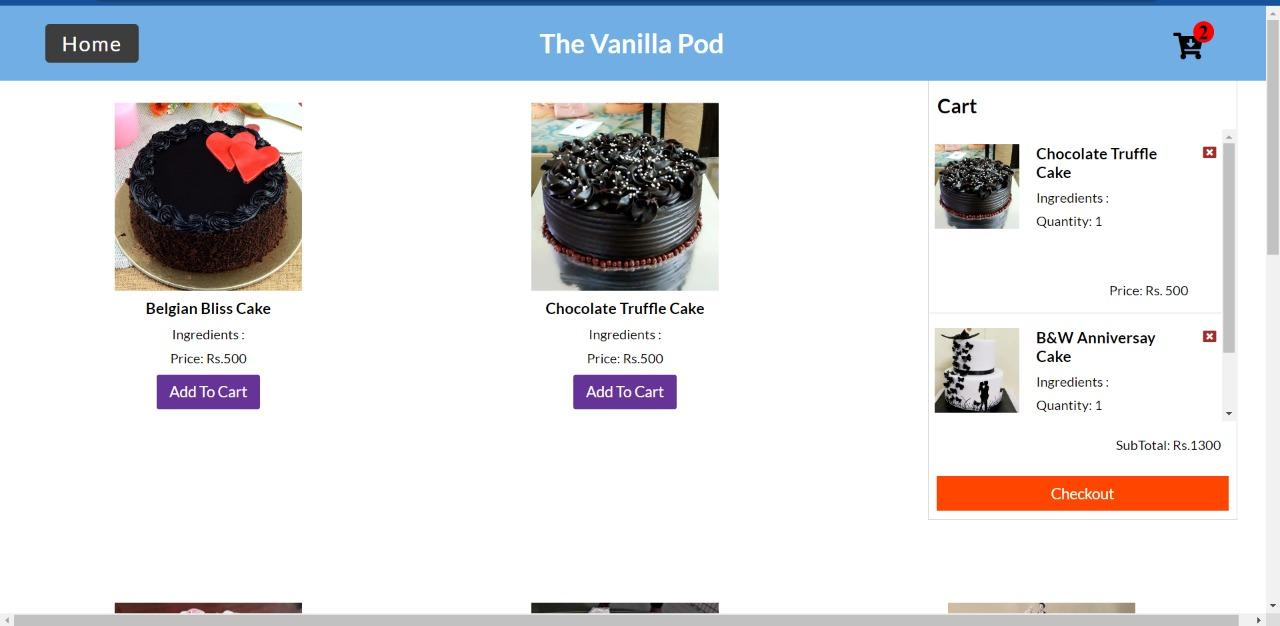 Home
The Vanilla Pod
2
Belgian Bliss Cake
Ingredients :
Price: Rs.500
Add To Cart
Chocolate Truffle Cake
Ingredients :
Price: Rs.500
Add To Cart
Cart
Chocolate Truffle
Cake
Ingredients :
Quantity: 1
Price: Rs. 500
B&W Anniversay
Cake
Ingredients :
Quantity: 1
SubTotal: Rs.1300
Checkout